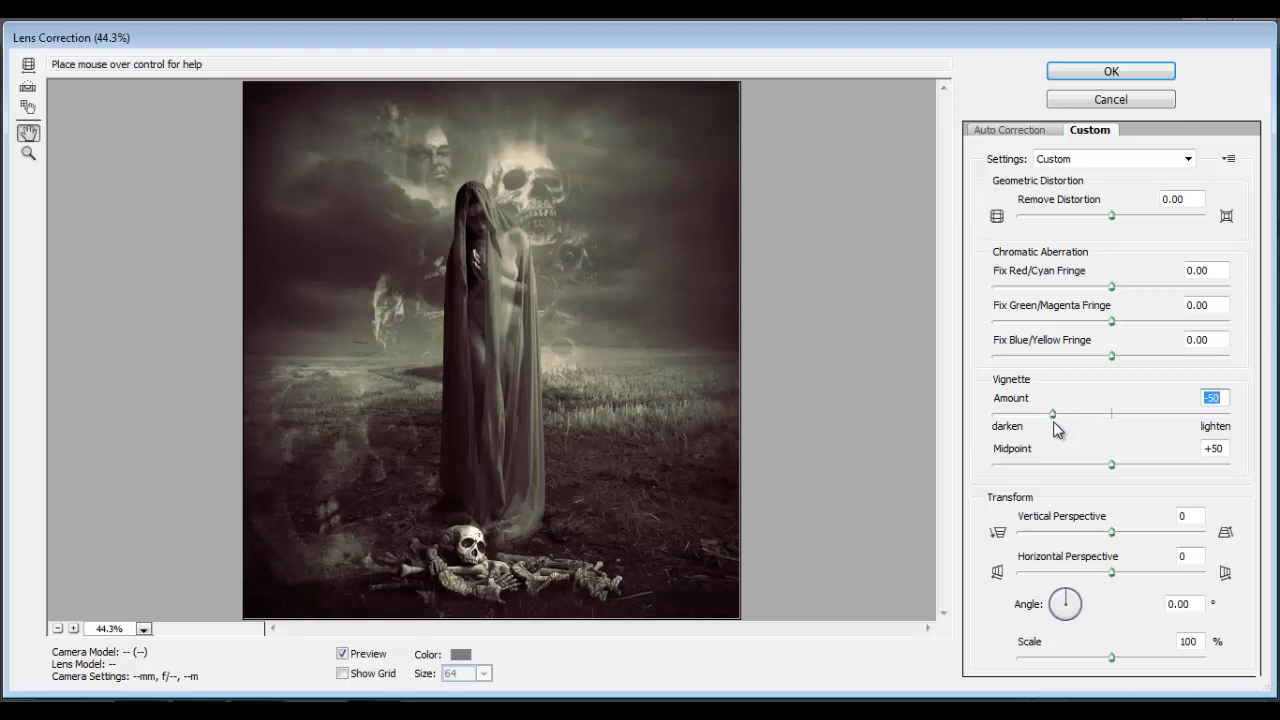 Lens Correction (44.3%)
Place mouse over control for help
OK
Cancel
Auto Correction
Custom
Settings: Custom
Geometric Distortion
Remove Distortion 0.00
Chromatic Aberration
Fix Red/Cyan Fringe 0.00
Fix Green/Magenta Fringe 0.00
Fix Blue/Yellow Fringe 0.00
Vignette
Amount -50
darken lighten
Midpoint +50
Transform
Vertical Perspective 0
Horizontal Perspective 0
Angle: 0.00 °
Scale 100 %
44.3%
Camera Model: -- (--)
Lens Model: --
Camera Settings: --mm, f/--, --m
Preview Color:
Show Grid Size: 64